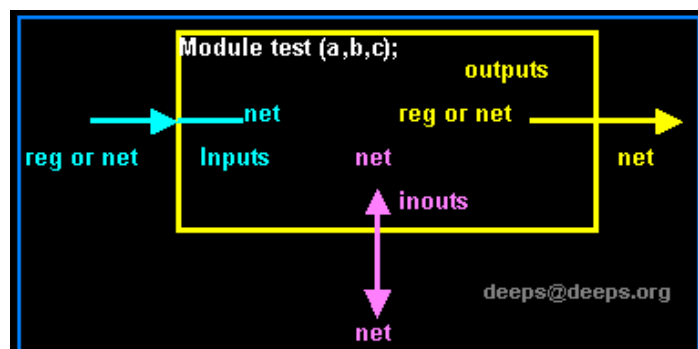 Module test (a,b,c);
outputs
net
reg or net
reg or net
Inputs
net
net
inouts
deeps@deeps.org
net